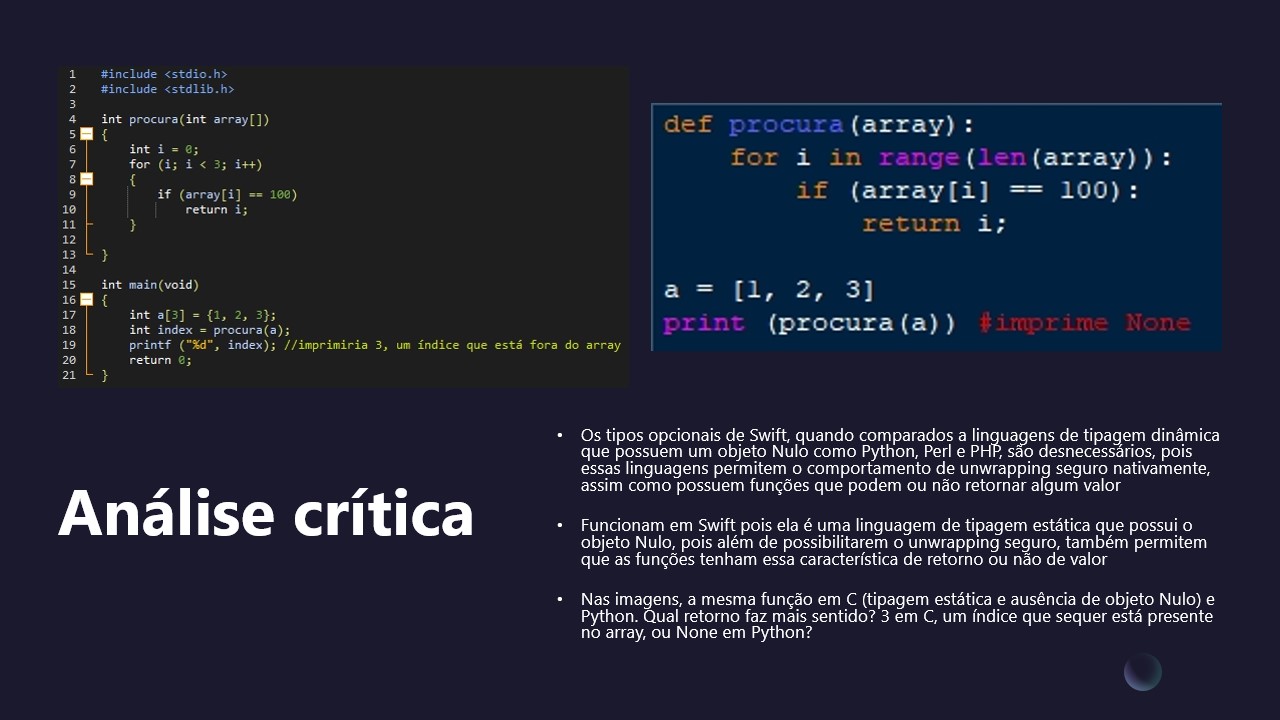 1 #include <stdio.h>
2 #include <stdlib.h>
3
4 int procura(int array[])
5 {
6 int i = 0;
7 for (i; i < 3; i++)
8 {
9 if (array[i] == 100)
10 return i;
11 }
12
13 }
14
15 int main(void)
16 {
17 int a[3] = {1, 2, 3};
18 int index = procura(a);
19 printf ("%d", index); //imprimiria 3, um índice que está fora do array
20 return 0;
21 }
def procura(array):
for i in range(len(array)):
if (array[i] == 100):
return i;
a = [1, 2, 3]
print (procura(a)) #imprime None
Análise crítica
• Os tipos opcionais de Swift, quando comparados a linguagens de tipagem dinâmica
que possuem um objeto Nulo como Python, Perl e PHP, são desnecessários, pois
essas linguagens permitem o comportamento de unwrapping seguro nativamente,
assim como possuem funções que podem ou não retornar algum valor
• Funcionam em Swift pois ela é uma linguagem de tipagem estática que possui o
objeto Nulo, pois além de possibilitarem o unwrapping seguro, também permitem
que as funções tenham essa característica de retorno ou não de valor
• Nas imagens, a mesma função em C (tipagem estática e ausência de objeto Nulo) e
Python. Qual retorno faz mais sentido? 3 em C, um índice que sequer está presente
no array, ou None em Python?